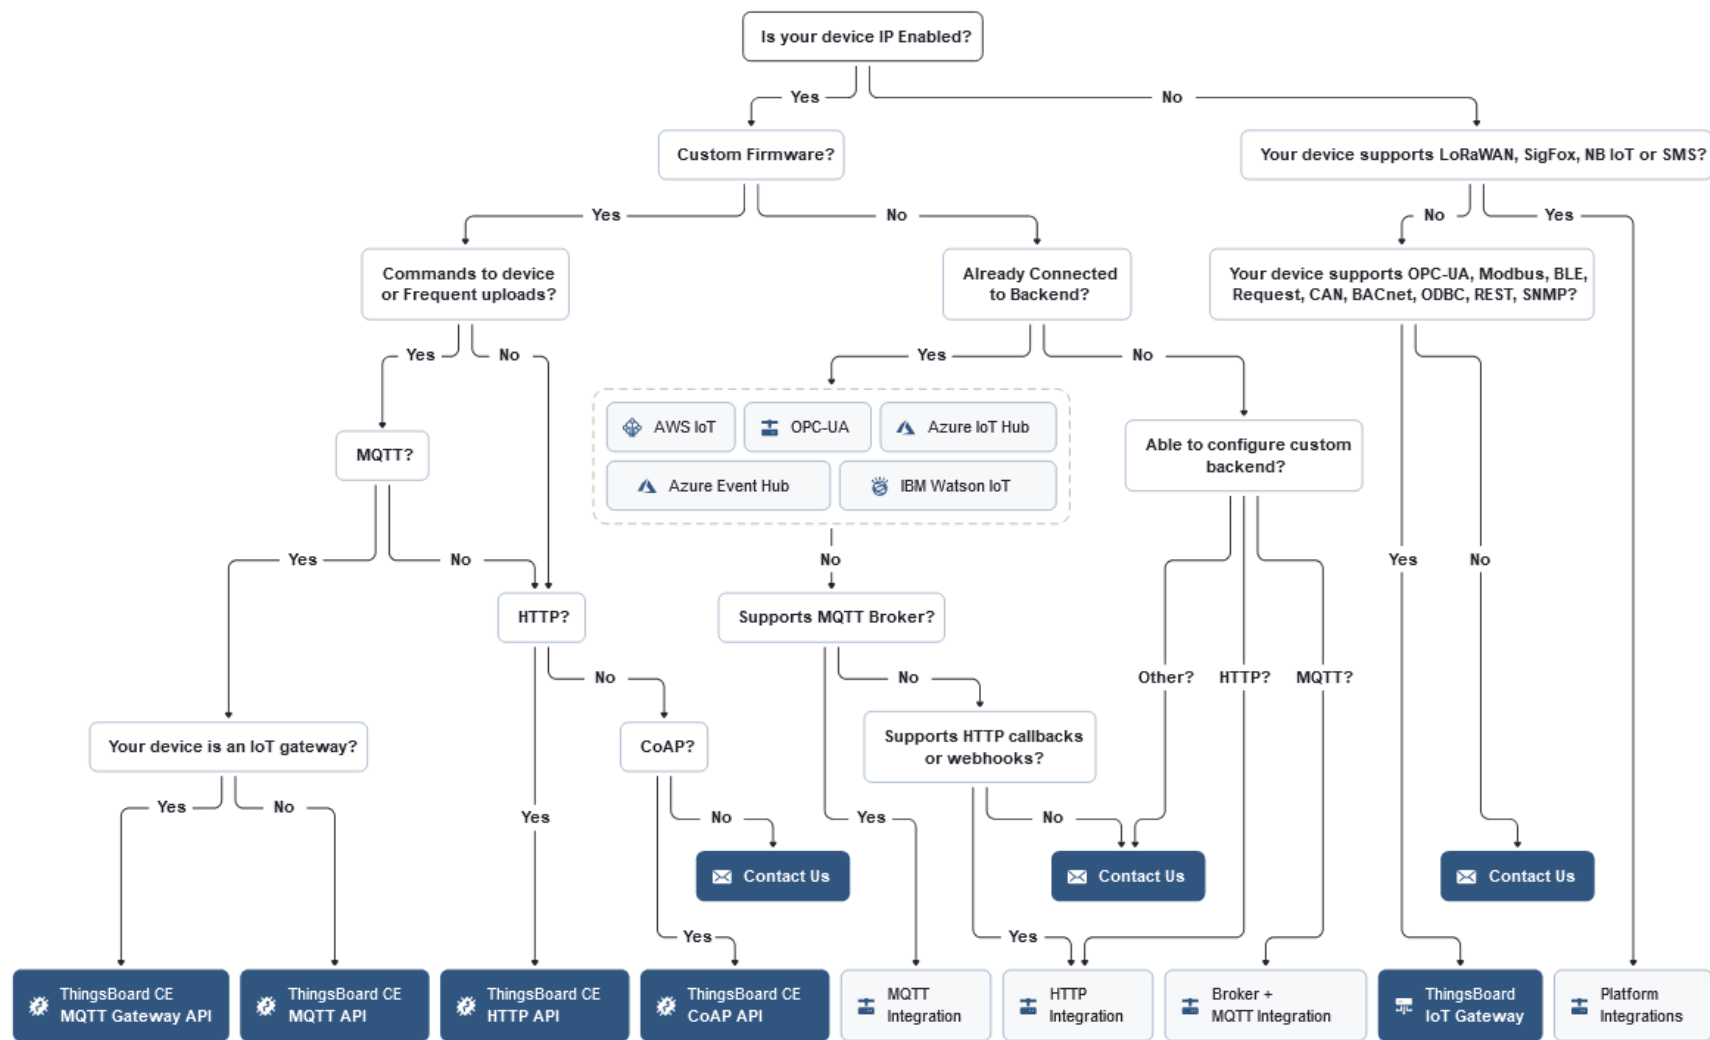 Is your device IP Enabled?
Yes
No
Custom Firmware?
Your device supports LoRaWAN, SigFox, NB IoT or SMS?
Yes
No
No
Yes
Commands to device
or Frequent uploads?
Already Connected
to Backend?
Your device supports OPC-UA, Modbus, BLE,
Request, CAN, BACnet, ODBC, REST, SNMP?
Yes
No
Yes
No
AWS IoT
OPC-UA
Azure IoT Hub
Azure Event Hub
IBM Watson IoT
MQTT?
Able to configure custom
backend?
Yes
No
No
Yes
No
HTTP?
Supports MQTT Broker?
No
No
Other?
HTTP?
MQTT?
Your device is an IoT gateway?
CoAP?
Supports HTTP callbacks
or webhooks?
Yes
No
Yes
No
Yes
No
Contact Us
Contact Us
Contact Us
Yes
Yes
ThingsBoard CE
MQTT Gateway API
ThingsBoard CE
MQTT API
ThingsBoard CE
HTTP API
ThingsBoard CE
CoAP API
MQTT
Integration
HTTP
Integration
Broker +
MQTT Integration
ThingsBoard
IoT Gateway
Platform
Integrations